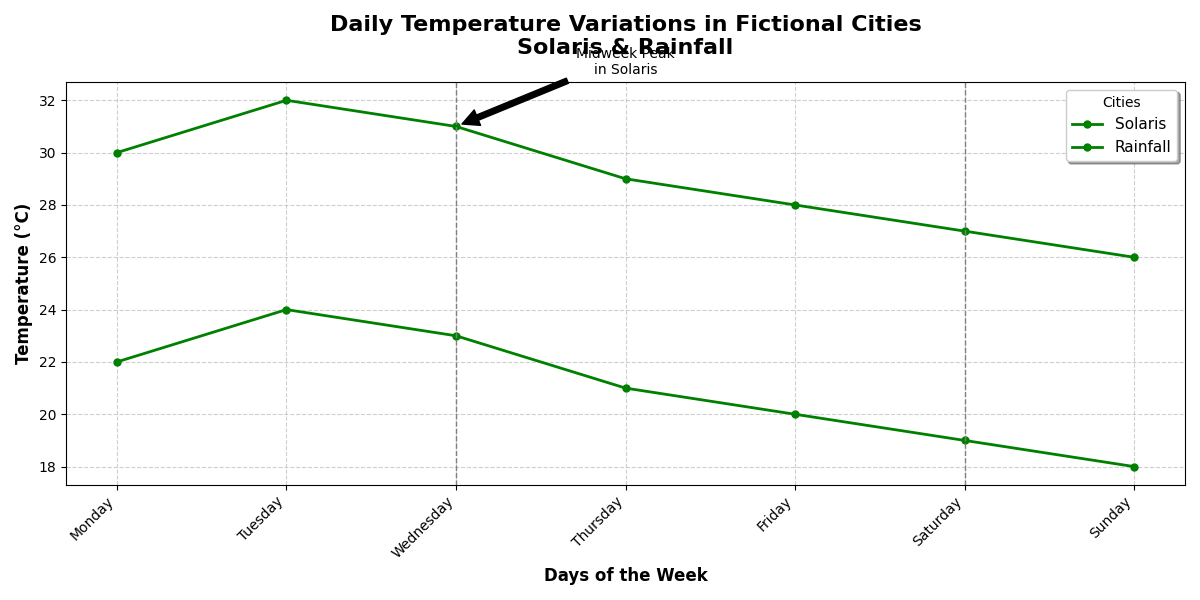 Daily Temperature Variations in Fictional Cities
Solaris & Rainfall
Midweek Peak
in Solaris
Cities
Solaris
Rainfall
Temperature (°C)
32
30
28
26
24
22
20
18
Monday
Tuesday
Wednesday
Thursday
Friday
Saturday
Sunday
Days of the Week